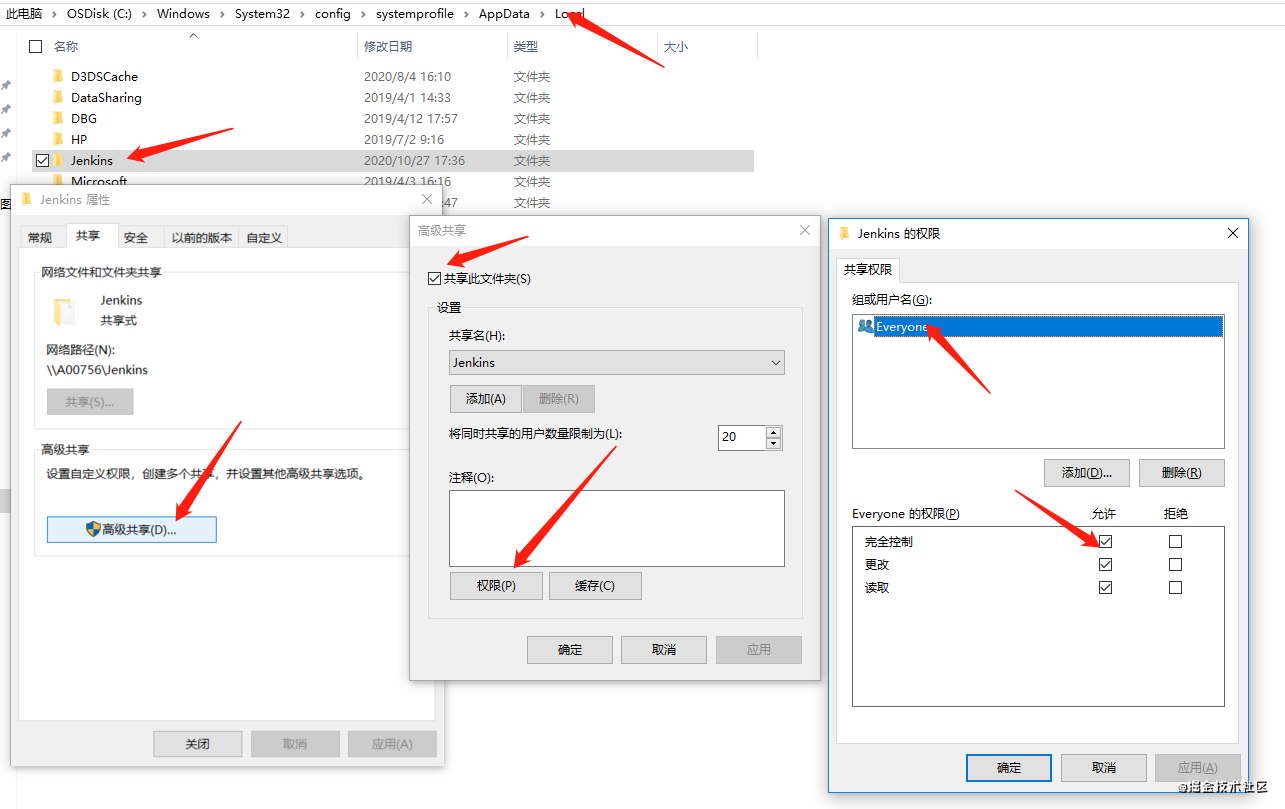 此电脑 › OSDisk (C:) › Windows › System32 › config › systemprofile › AppData › Local
名称 修改日期 类型 大小
D3DSCache 2020/8/4 16:10 文件夹
DataSharing 2019/4/1 14:33 文件夹
DBG 2019/4/12 17:57 文件夹
HP 2019/7/2 9:16 文件夹
Jenkins 2020/10/27 17:36 文件夹
Microsoft 2019/4/3 16:16 文件夹
:47 文件夹
图
Jenkins 属性
常规 共享 安全 以前的版本 自定义
网络文件和文件夹共享
Jenkins
共享式
网络路径(N):
\\A00756\Jenkins
共享(S)...
高级共享
设置自定义权限，创建多个共享，并设置其他高级共享选项。
高级共享(D)...
关闭 取消 应用(A)
高级共享
共享此文件夹(S)
设置
共享名(H):
Jenkins
添加(A) 删除(R)
将同时共享的用户数量限制为(L): 20
注释(O):
权限(P) 缓存(C)
确定 取消 应用
Jenkins 的权限
共享权限
组或用户名(G):
Everyone
添加(D)... 删除(R)
Everyone 的权限(P) 允许 拒绝
完全控制
更改
读取
确定 取消 应用(A)
@掘金技术社区